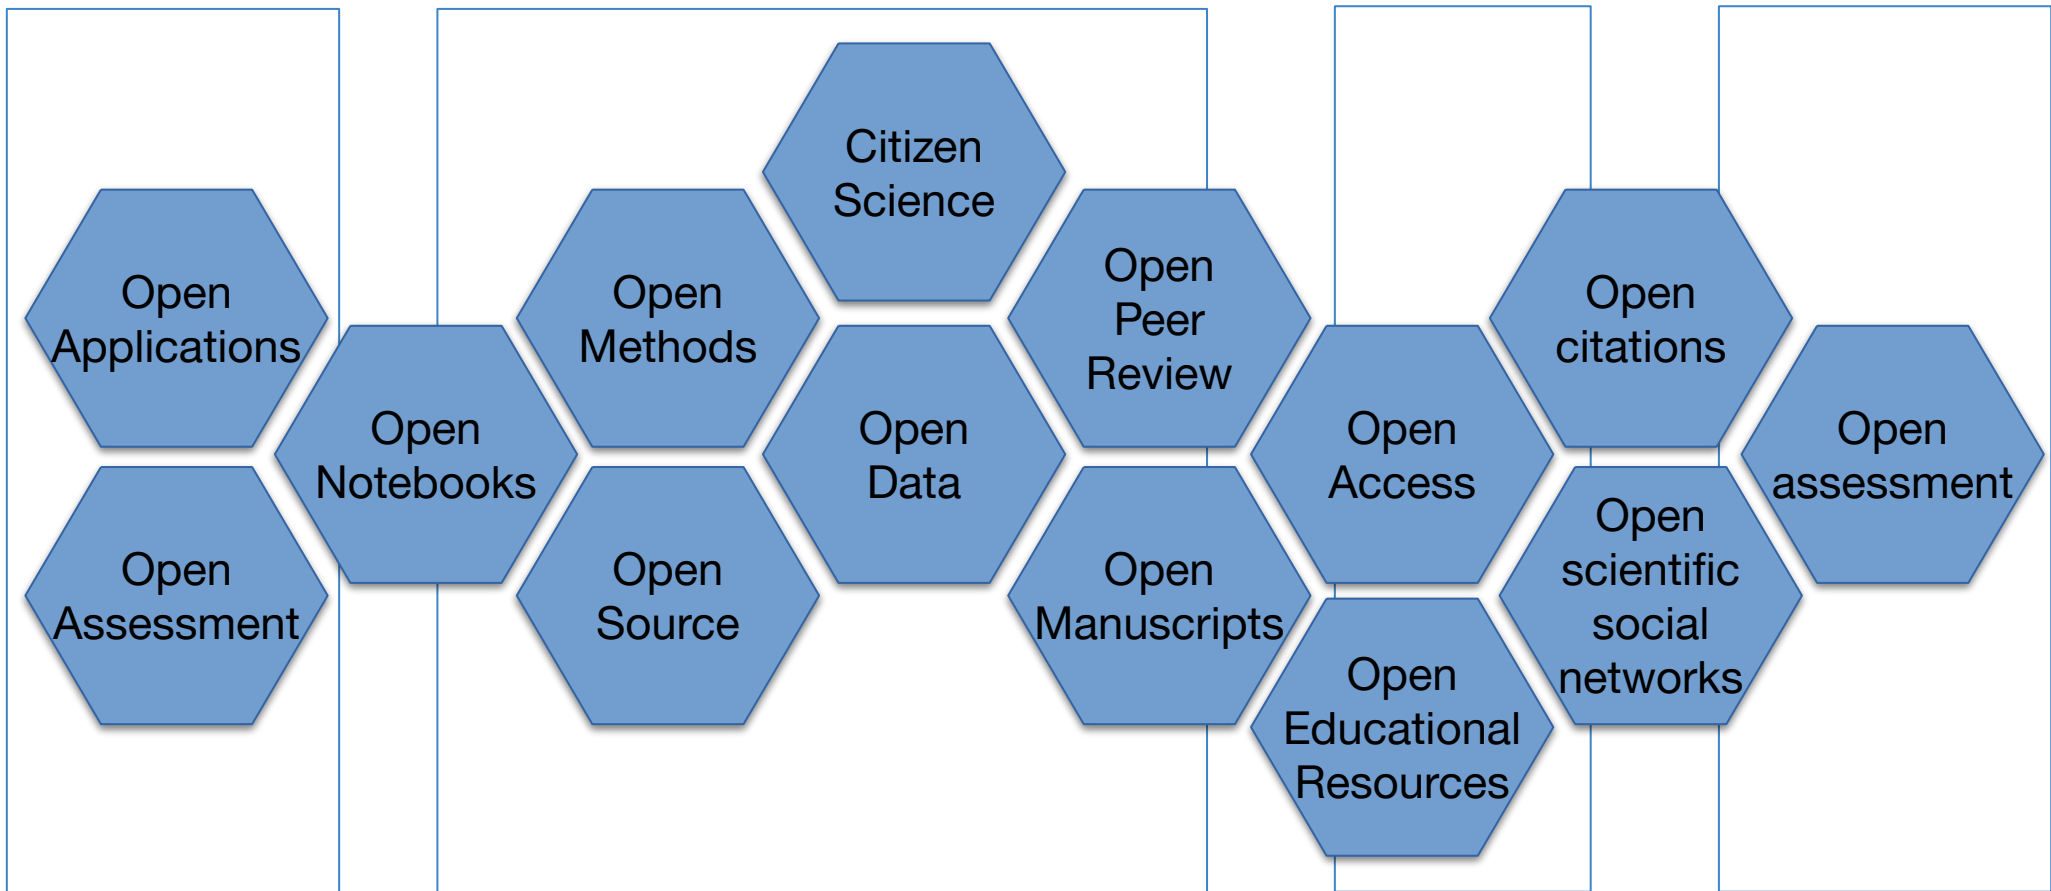 Citizen
Science
Open
Applications
Open
Methods
Open
Peer
Review
Open
citations
Open
Notebooks
Open
Data
Open
Access
Open
assessment
Open
Assessment
Open
Source
Open
Manuscripts
Open
scientific
social
networks
Open
Educational
Resources